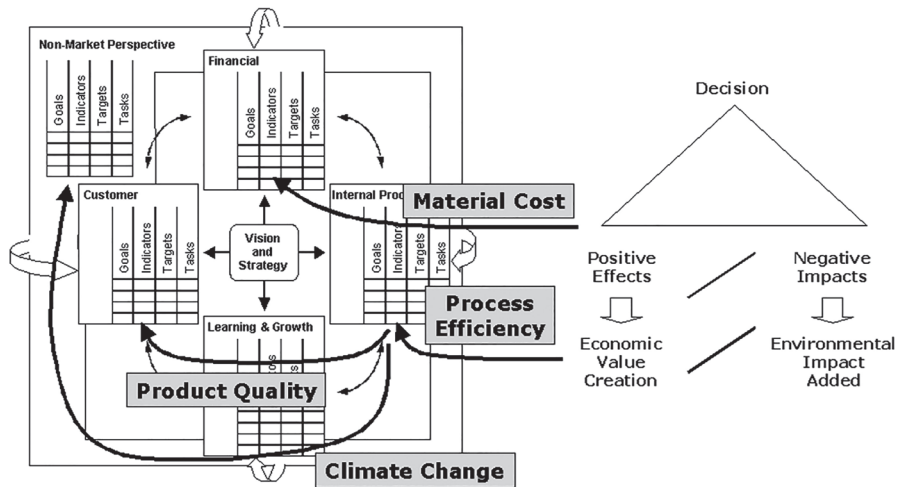 Non-Market Perspective
Goals
Indicators
Targets
Tasks
Financial
Goals
Indicators
Targets
Tasks
Customer
Goals
Indicators
Targets
Tasks
Vision
and
Strategy
Internal
Goals
Indicators
Targets
Tasks
Learning & Growth
Material Cost
Process
Efficiency
Product Quality
Climate Change
Decision
Positive
Effects
Negative
Impacts
Economic
Value
Creation
Environmental
Impact
Added